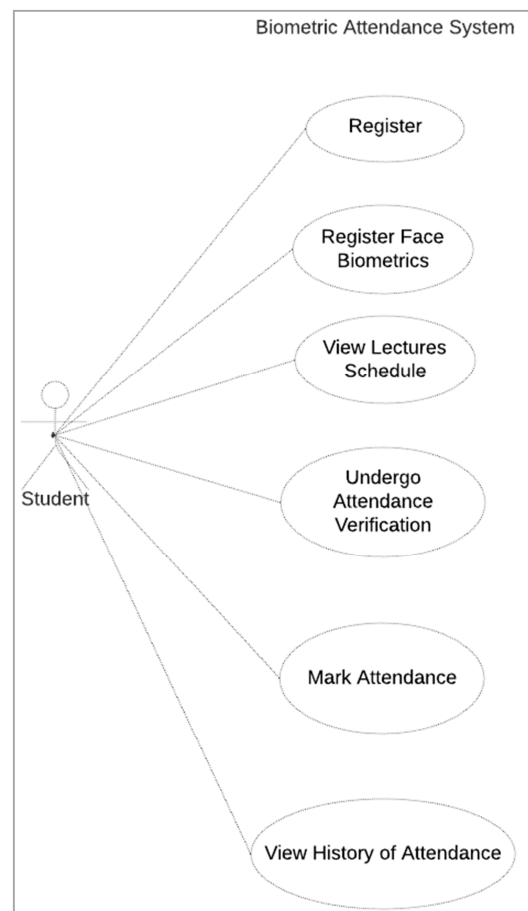 Biometric Attendance System
Register
Register Face
Biometrics
View Lectures
Schedule
Undergo
Attendance
Verification
Student
Mark Attendance
View History of Attendance